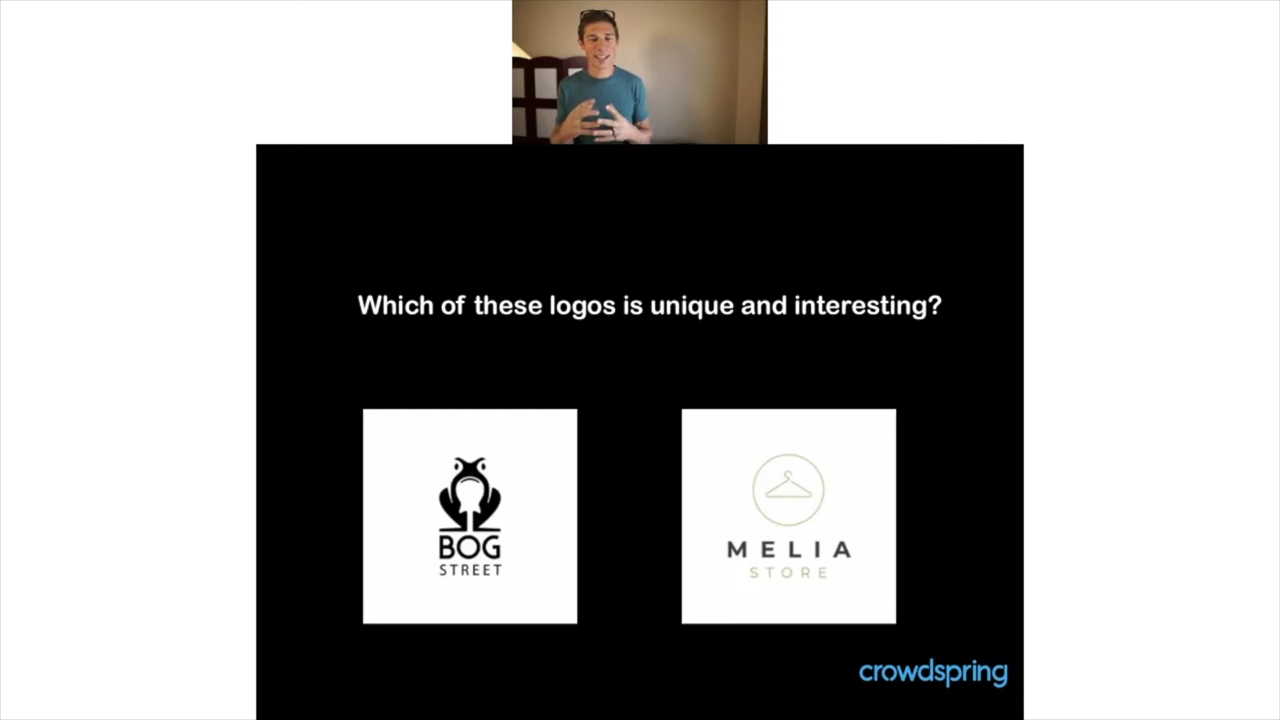 Which of these logos is unique and interesting?
BOG
STREET
MELIA
STORE
crowdspring